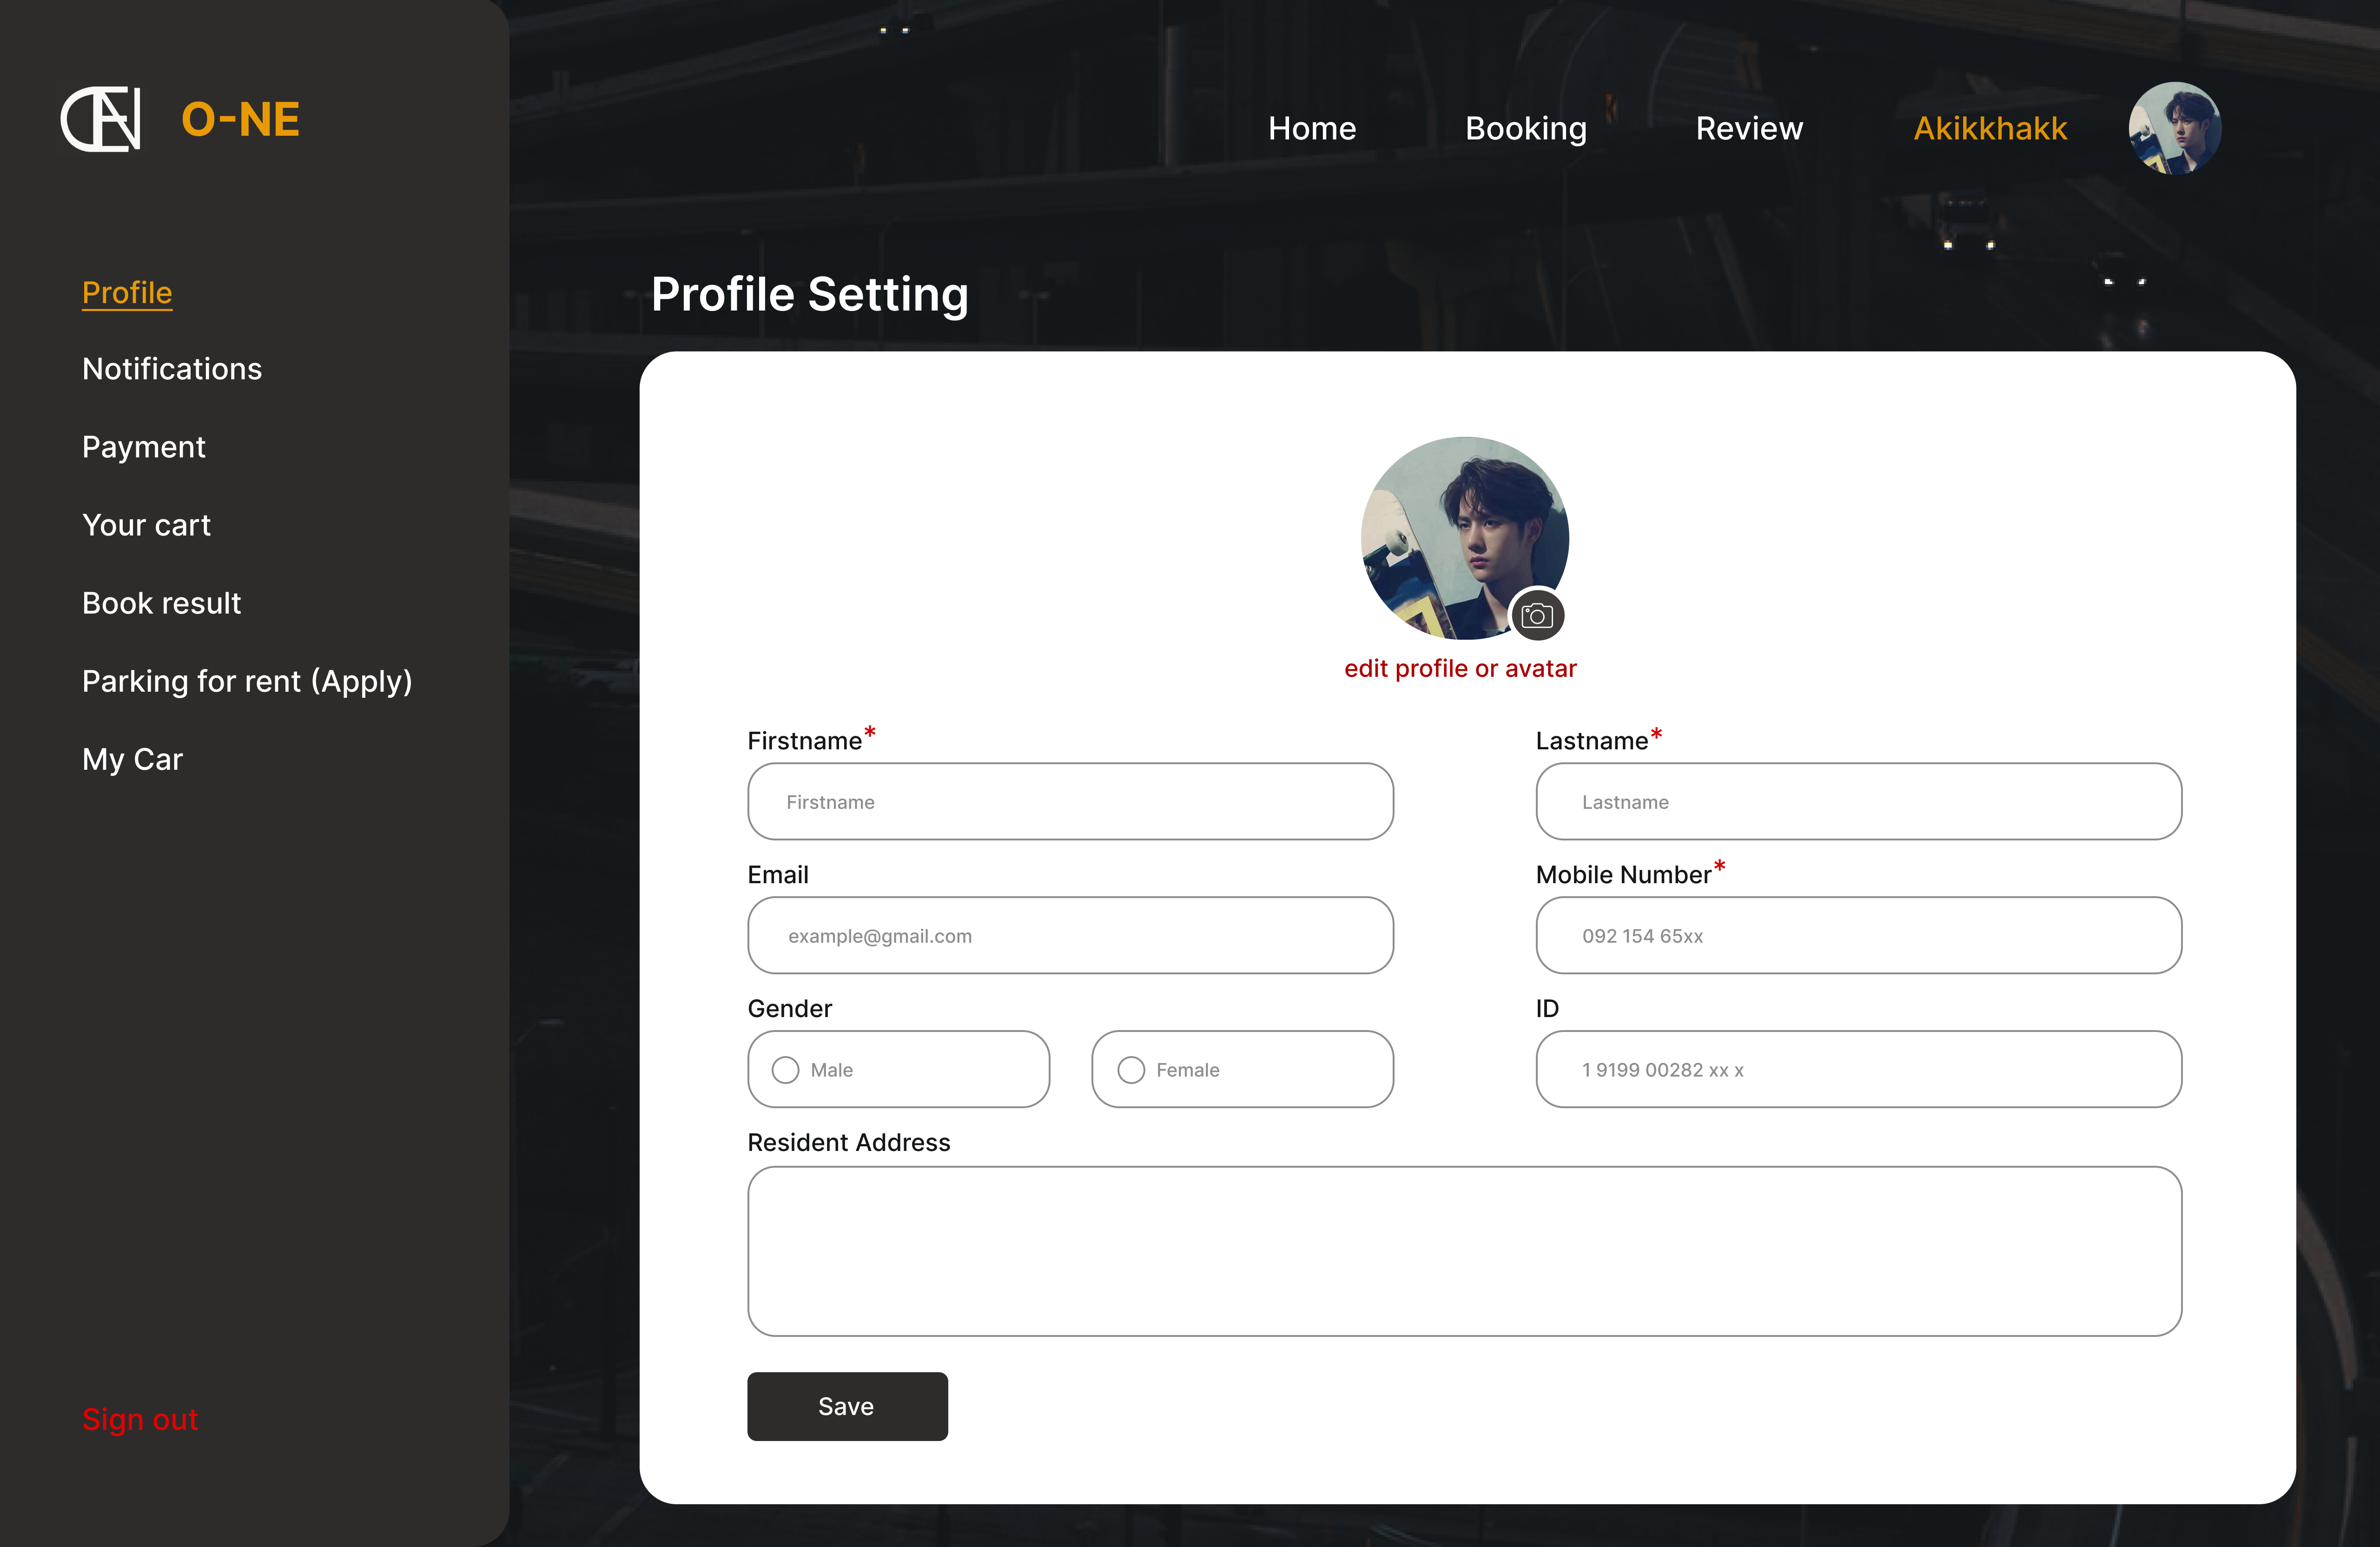 O-NE
Home Booking Review Akikkhakk
Profile
Notifications
Payment
Your cart
Book result
Parking for rent (Apply)
My Car
Sign out
Profile Setting
edit profile or avatar
Firstname*
Firstname
Lastname*
Lastname
Email
example@gmail.com
Mobile Number*
092 154 65xx
Gender
Male Female
ID
1 9199 00282 xx x
Resident Address
Save